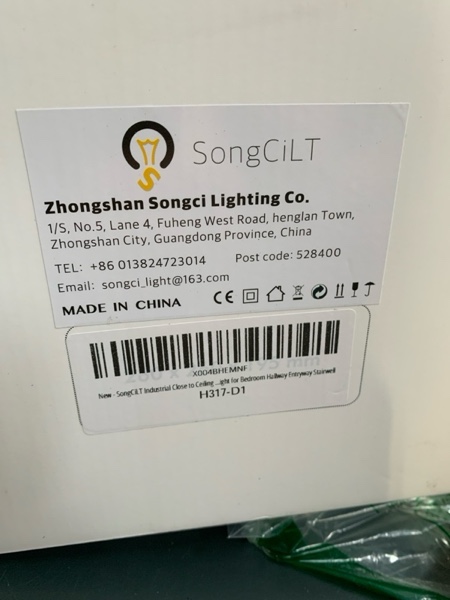 SongCiLT
Zhongshan Songci Lighting Co.
1/S, No.5, Lane 4, Fuheng West Road, henglan Town,
Zhongshan City, Guangdong Province, China
TEL: +86 013824723014 Post code: 528400
Email: songci_light@163.com
MADE IN CHINA CE
X004BHEMNF
New - SongCiLT Industrial Close to Ceiling ...ight for Bedroom Hallway Entryway Stairwell
H317-D1